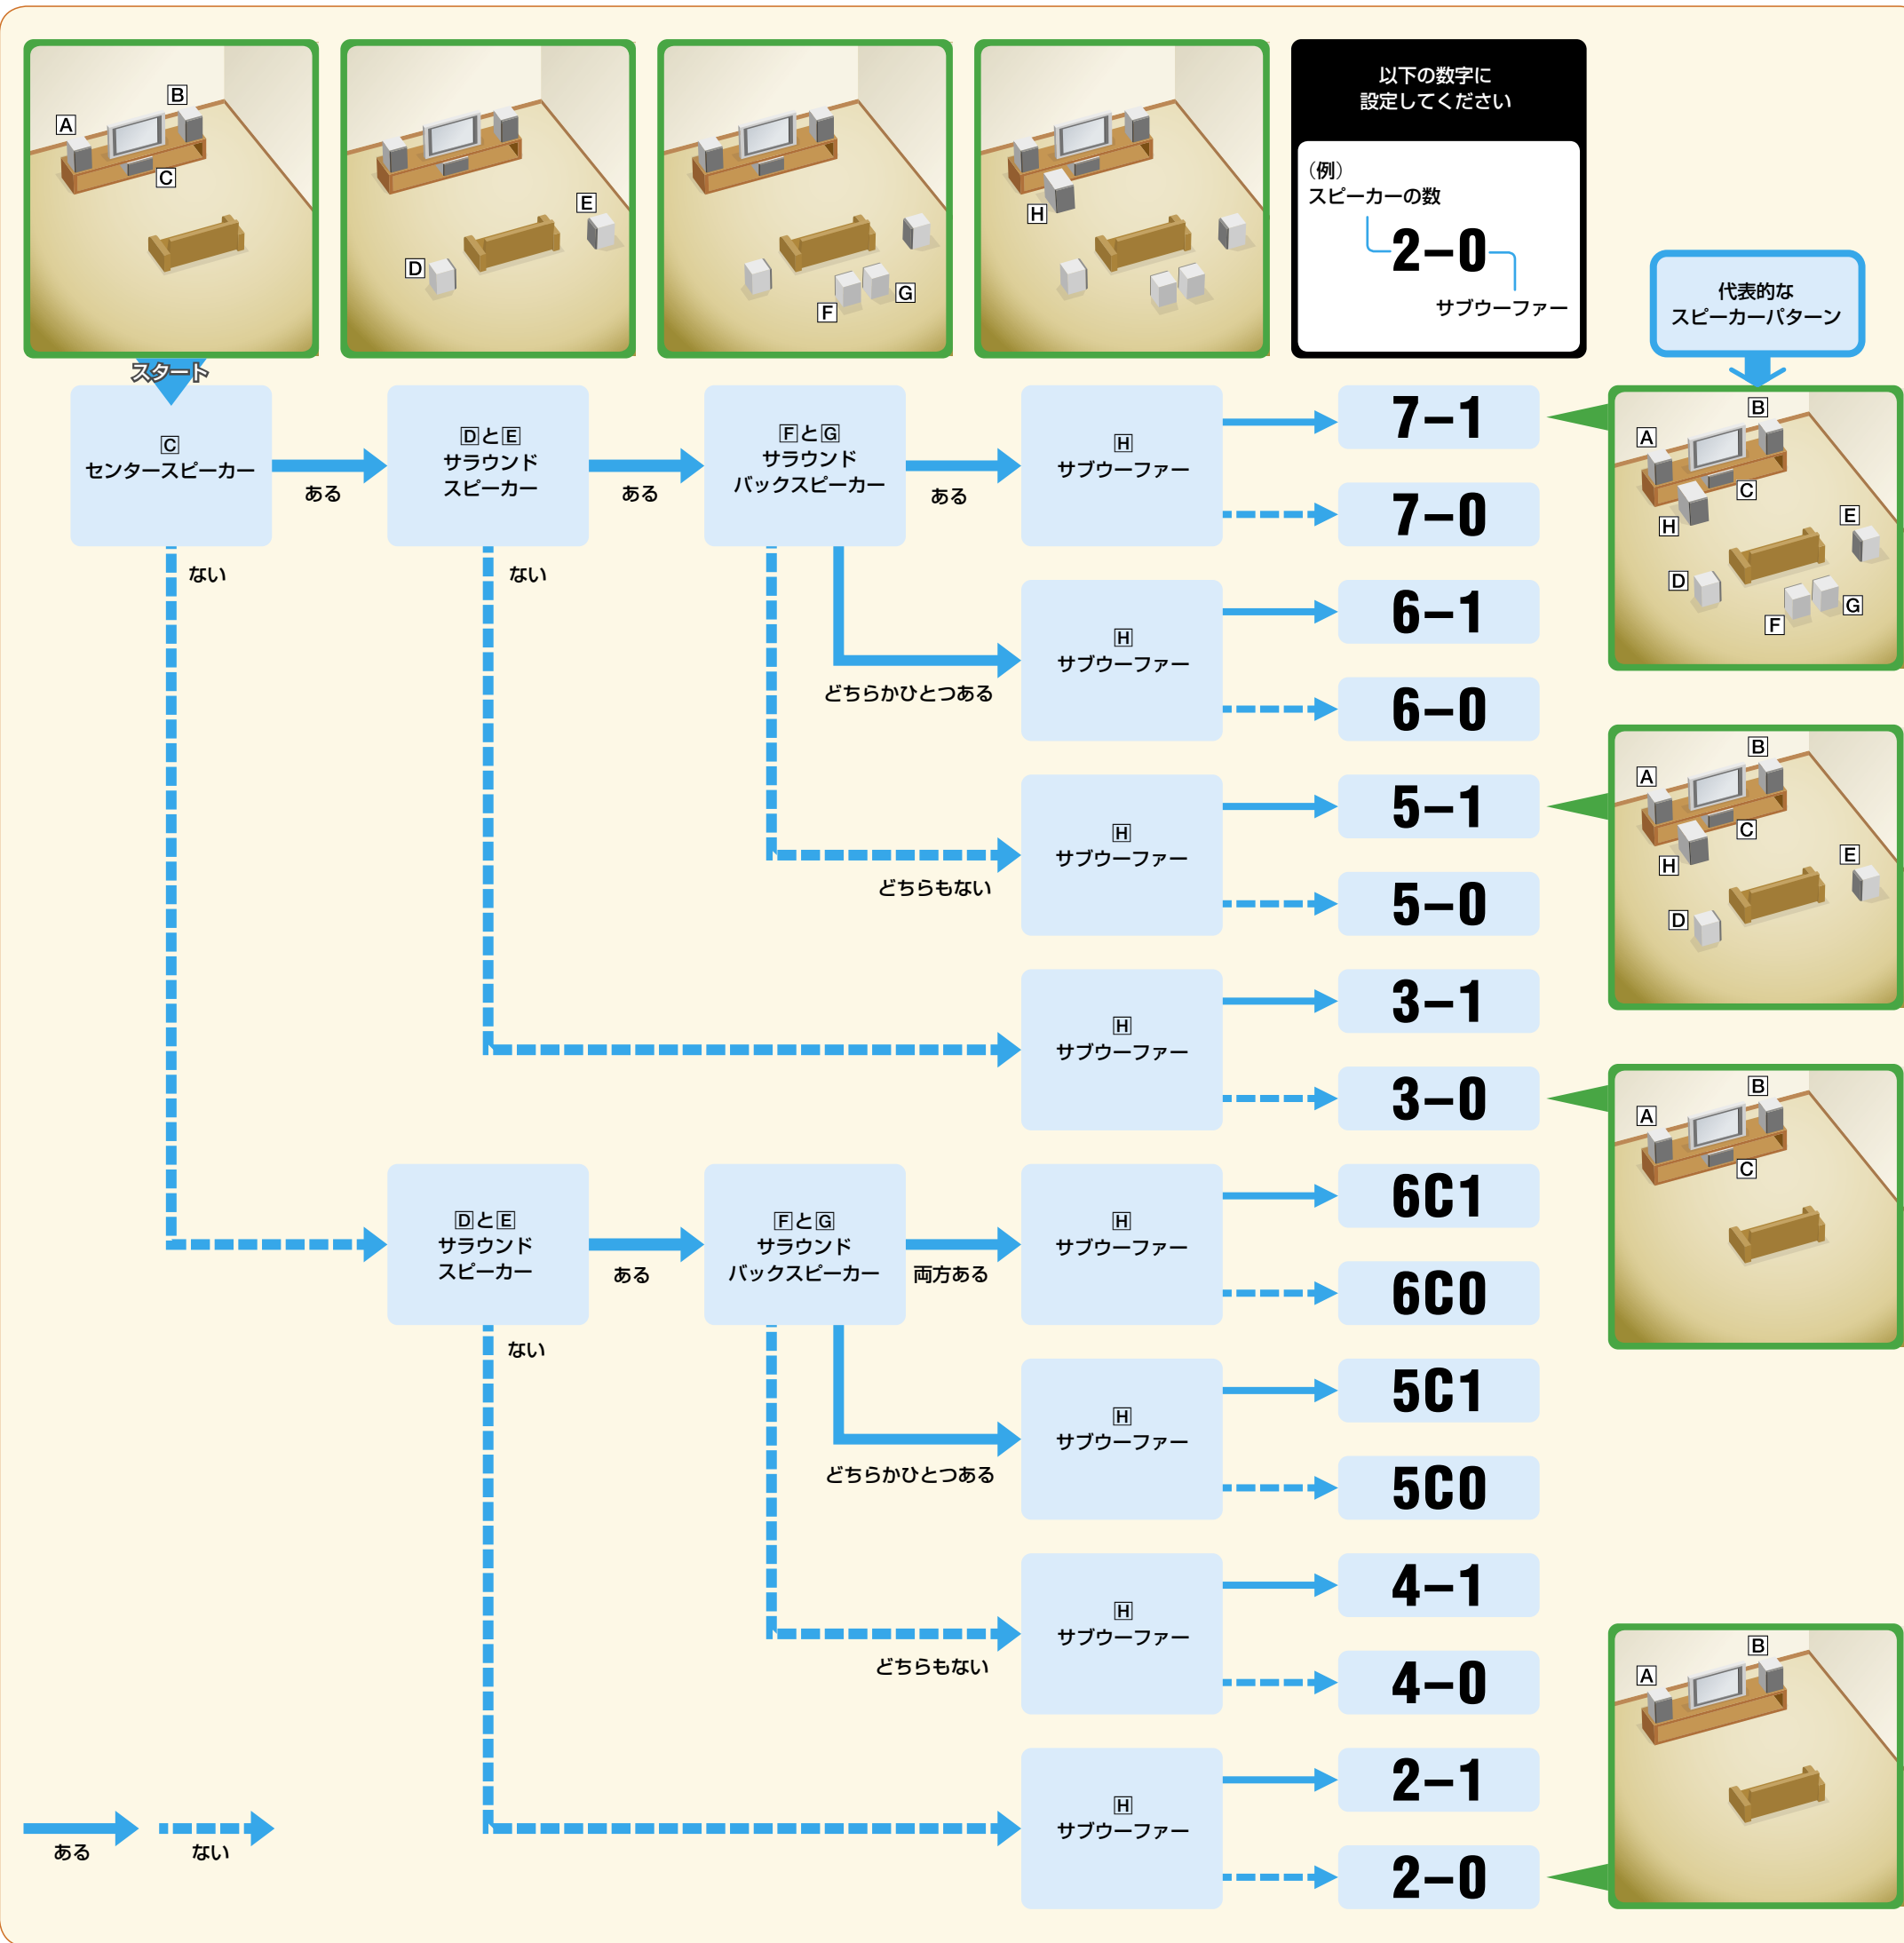 A
B
C
D
E
F
G
H
以下の数字に
設定してください
（例）
スピーカーの数
2–0
サブウーファー
代表的な
スピーカーパターン
スタート
C
センタースピーカー
ある
ない
DとE
サラウンド
スピーカー
ある
ない
FとG
サラウンド
バックスピーカー
ある
どちらかひとつある
どちらもない
H
サブウーファー
7–1
7–0
H
サブウーファー
6–1
6–0
H
サブウーファー
5–1
5–0
H
サブウーファー
3–1
3–0
DとE
サラウンド
スピーカー
ある
ない
FとG
サラウンド
バックスピーカー
両方ある
どちらかひとつある
どちらもない
H
サブウーファー
6C1
6C0
H
サブウーファー
5C1
5C0
H
サブウーファー
4–1
4–0
H
サブウーファー
2–1
2–0
A
B
C
H
E
D
F
G
A
B
C
H
E
D
A
B
C
A
B
ある
ない